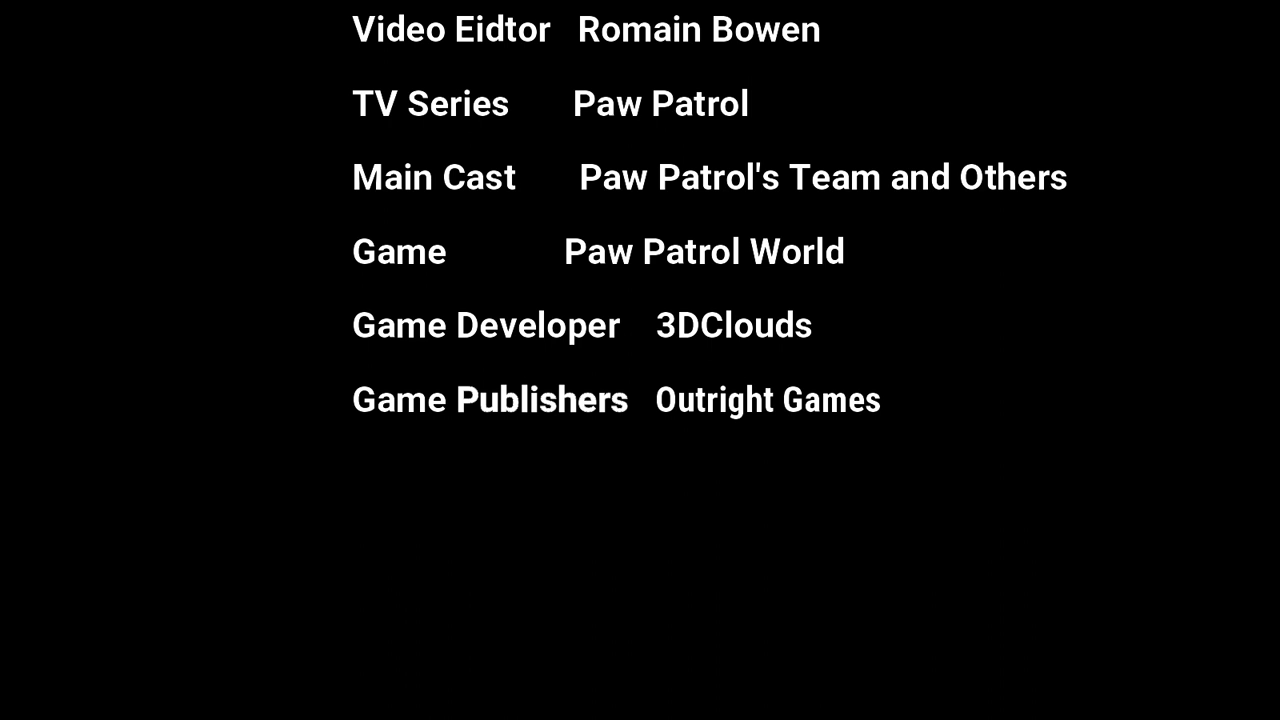 Video Eidtor Romain Bowen
TV Series Paw Patrol
Main Cast Paw Patrol's Team and Others
Game Paw Patrol World
Game Developer 3DClouds
Game Publishers Outright Games